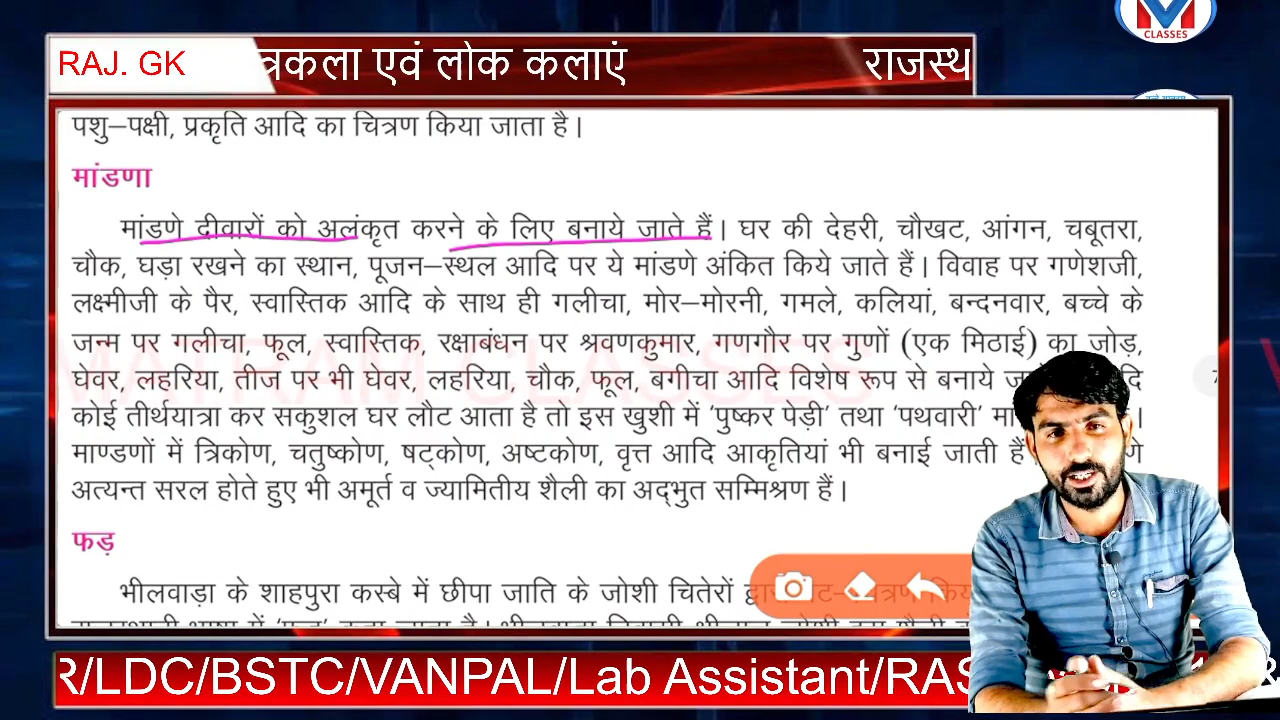 CLASSES
RAJ. GK
त्रकला एवं लोक कलाएं
राजस्थ
पशु–पक्षी, प्रकृति आदि का चित्रण किया जाता है।
मांडणा
मांडणे दीवारों को अलंकृत करने के लिए बनाये जाते हैं। घर की देहरी, चौखट, आंगन, चबूतरा,
चौक, घड़ा रखने का स्थान, पूजन–स्थल आदि पर ये मांडणे अंकित किये जाते हैं। विवाह पर गणेशजी,
लक्ष्मीजी के पैर, स्वास्तिक आदि के साथ ही गलीचा, मोर–मोरनी, गमले, कलियां, बन्दनवार, बच्चे के
जन्म पर गलीचा, फूल, स्वास्तिक, रक्षाबंधन पर श्रवणकुमार, गणगौर पर गुणों (एक मिठाई) का जोड़,
घेवर, लहरिया, तीज पर भी घेवर, लहरिया, चौक, फूल, बगीचा आदि विशेष रूप से बनाये
कोई तीर्थयात्रा कर सकुशल घर लौट आता है तो इस खुशी में 'पुष्कर पेड़ी' तथा 'पथवारी'
माण्डणों में त्रिकोण, चतुष्कोण, षट्कोण, अष्टकोण, वृत्त आदि आकृतियां भी बनाई जाती हैं
अत्यन्त सरल होते हुए भी अमूर्त व ज्यामितीय शैली का अद्भुत सम्मिश्रण हैं।
फड़
भीलवाड़ा के शाहपुरा कस्बे में छीपा जाति के जोशी चितेरों
R/LDC/BSTC/VANPAL/Lab Assistant/RAS